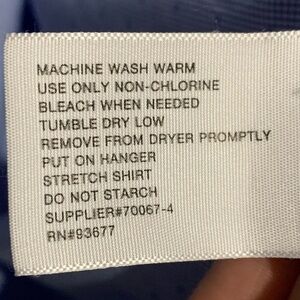 MACHINE WASH WARM
USE ONLY NON-CHLORINE
BLEACH WHEN NEEDED
TUMBLE DRY LOW
REMOVE FROM DRYER PROMPTLY
PUT ON HANGER
STRETCH SHIRT
DO NOT STARCH
SUPPLIER#70067-4
RN#93677